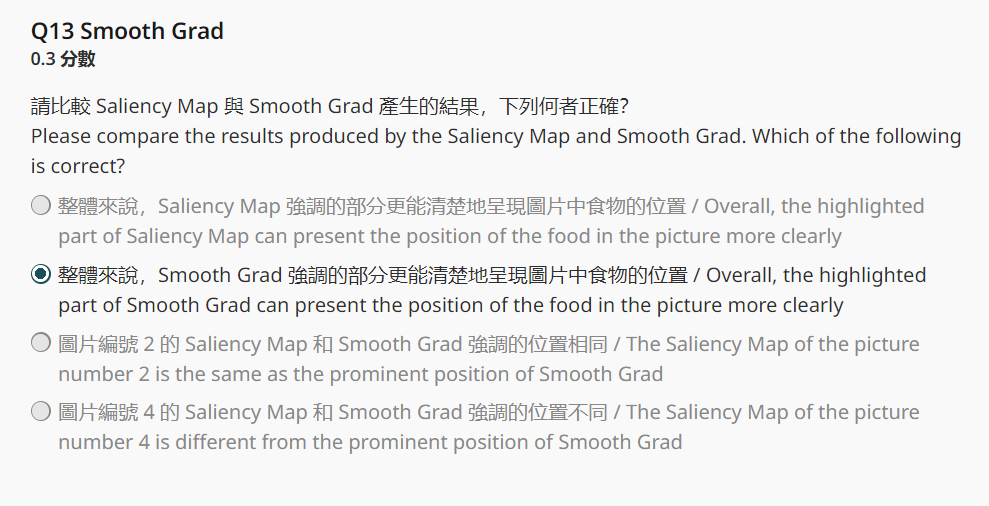 Q13 Smooth Grad
0.3 分數
請比較 Saliency Map 與 Smooth Grad 產生的結果，下列何者正確?
Please compare the results produced by the Saliency Map and Smooth Grad. Which of the following
is correct?
整體來說，Saliency Map 強調的部分更能清楚地呈現圖片中食物的位置 / Overall, the highlighted
part of Saliency Map can present the position of the food in the picture more clearly
整體來說，Smooth Grad 強調的部分更能清楚地呈現圖片中食物的位置 / Overall, the highlighted
part of Smooth Grad can present the position of the food in the picture more clearly
圖片編號 2 的 Saliency Map 和 Smooth Grad 強調的位置相同 / The Saliency Map of the picture
number 2 is the same as the prominent position of Smooth Grad
圖片編號 4 的 Saliency Map 和 Smooth Grad 強調的位置不同 / The Saliency Map of the picture
number 4 is different from the prominent position of Smooth Grad